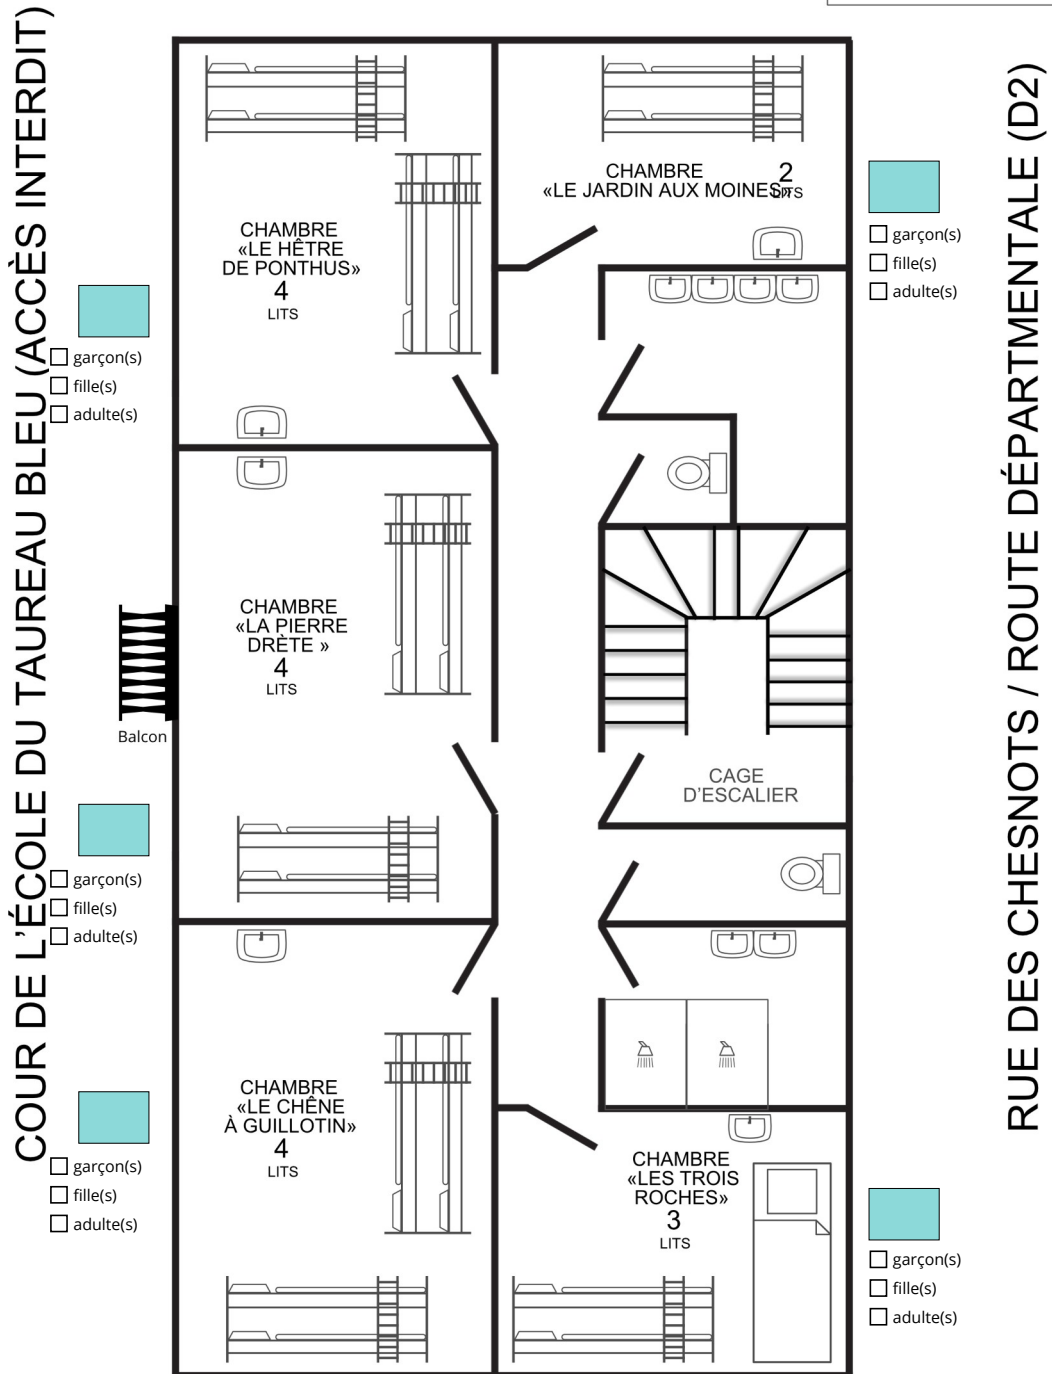 COUR DE L'ÉCOLE DU TAUREAU BLEU (ACCÈS INTERDIT)
RUE DES CHESNOTS / ROUTE DÉPARTMENTALE (D2)
CHAMBRE
«LE JARDIN AUX MOINES»
2
LITS
garçon(s)
fille(s)
adulte(s)
CHAMBRE
«LE HÊTRE
DE PONTHUS»
4
LITS
garçon(s)
fille(s)
adulte(s)
CHAMBRE
«LA PIERRE
DRÈTE »
4
LITS
Balcon
garçon(s)
fille(s)
adulte(s)
CAGE
D'ESCALIER
CHAMBRE
«LE CHÊNE
À GUILLOTIN»
4
LITS
garçon(s)
fille(s)
adulte(s)
CHAMBRE
«LES TROIS
ROCHES»
3
LITS
garçon(s)
fille(s)
adulte(s)